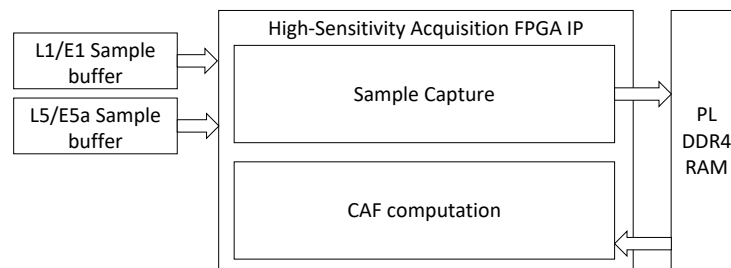 High-Sensitivity Acquisition FPGA IP
L1/E1 Sample
buffer
L5/E5a Sample
buffer
Sample Capture
CAF computation
PL
DDR4
RAM